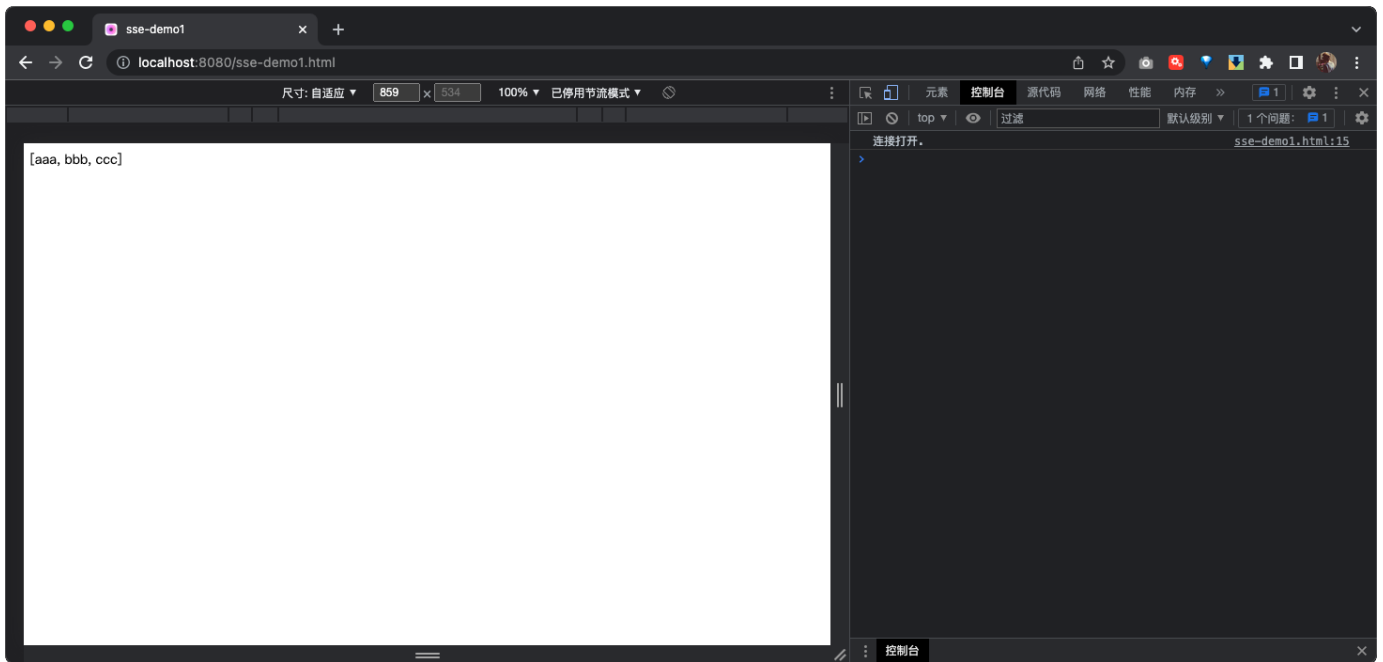 sse-demo1
localhost:8080/sse-demo1.html
尺寸: 自适应 ▼ 859 × 534 100% ▼ 已停用节流模式 ▼
元素 控制台 源代码 网络 性能 内存 » 1
top ▼ 过滤 默认级别 ▼ 1 个问题: 1
[aaa, bbb, ccc]
连接打开. sse-demo1.html:15
控制台